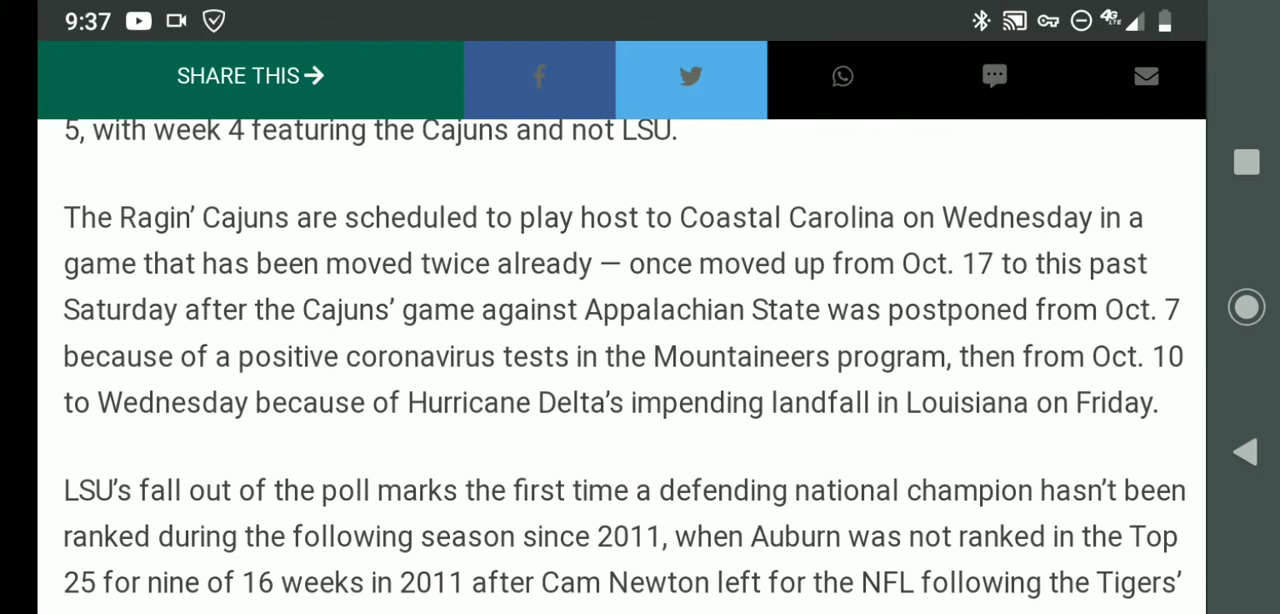 9:37
4G LTE
SHARE THIS
5, with week 4 featuring the Cajuns and not LSU.
The Ragin’ Cajuns are scheduled to play host to Coastal Carolina on Wednesday in a
game that has been moved twice already — once moved up from Oct. 17 to this past
Saturday after the Cajuns’ game against Appalachian State was postponed from Oct. 7
because of a positive coronavirus tests in the Mountaineers program, then from Oct. 10
to Wednesday because of Hurricane Delta’s impending landfall in Louisiana on Friday.
LSU’s fall out of the poll marks the first time a defending national champion hasn’t been
ranked during the following season since 2011, when Auburn was not ranked in the Top
25 for nine of 16 weeks in 2011 after Cam Newton left for the NFL following the Tigers’